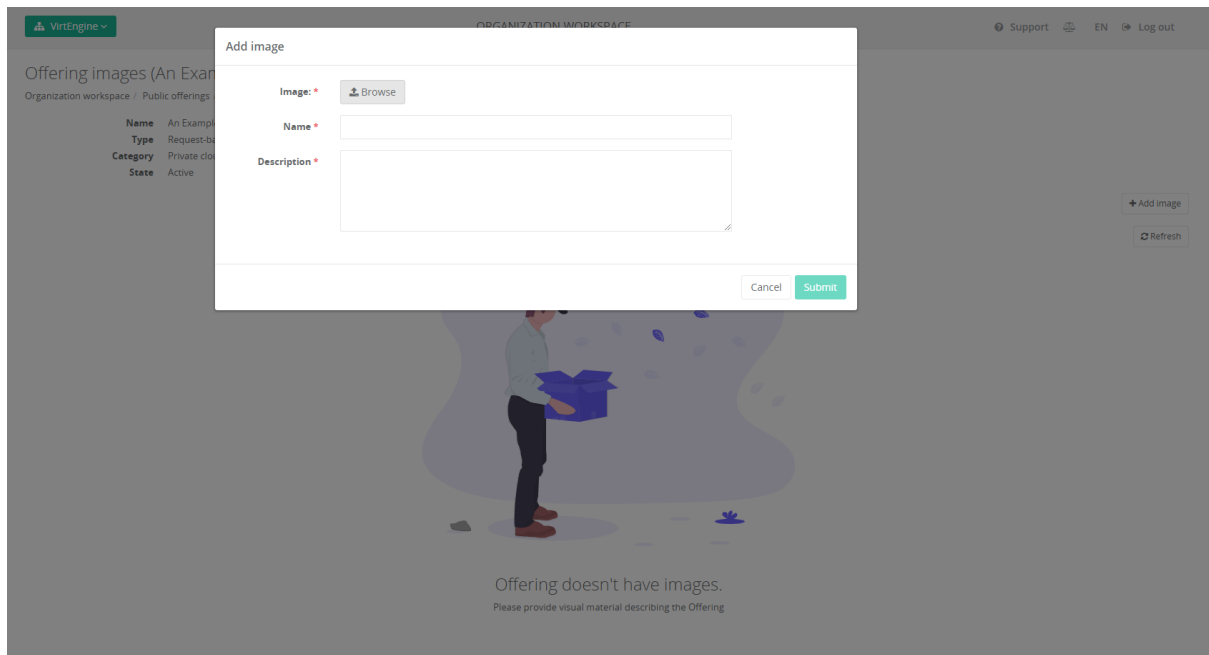 VirtEngine
ORGANIZATION WORKSPACE
Support
EN
Log out
Add image
Offering images (An Exam
Organization workspace / Public offerings /
Image: *
Browse
Name An Example
Name *
Type Request-ba
Category Private clou
Description *
State Active
+ Add image
Refresh
Cancel
Submit
Offering doesn't have images.
Please provide visual material describing the Offering